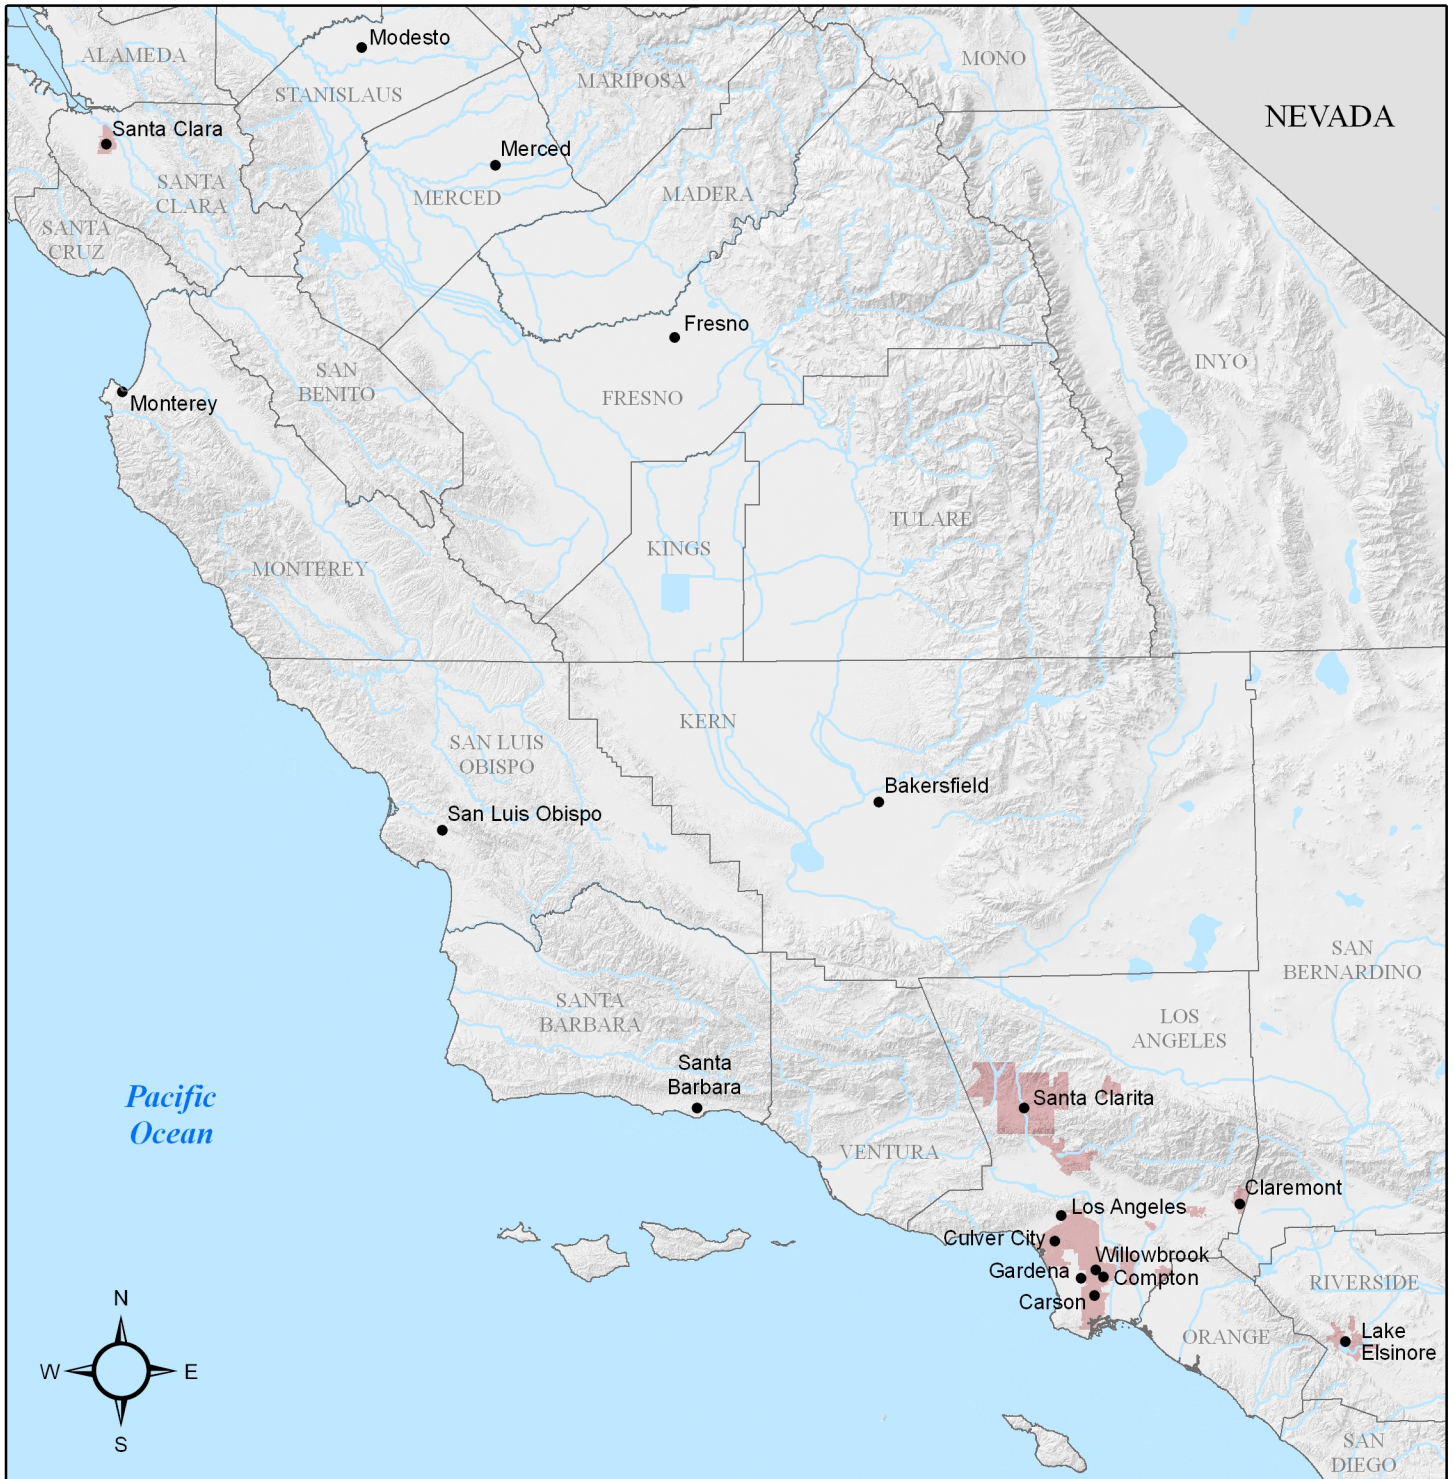 Modesto
ALAMEDA
MONO
MARIPOSA
STANISLAUS
NEVADA
Santa Clara
Merced
SANTA
CLARA
MERCED
MADERA
SANTA
CRUZ
Fresno
INYO
SAN
BENITO
FRESNO
Monterey
TULARE
KINGS
MONTEREY
KERN
SAN LUIS
OBISPO
Bakersfield
San Luis Obispo
SAN
BERNARDINO
SANTA
BARBARA
LOS
ANGELES
Santa
Barbara
Pacific
Ocean
Santa Clarita
VENTURA
Claremont
Los Angeles
Culver City
Willowbrook
Gardena
Compton
Carson
RIVERSIDE
ORANGE
Lake
Elsinore
N
W
E
S
SAN
DIEGO